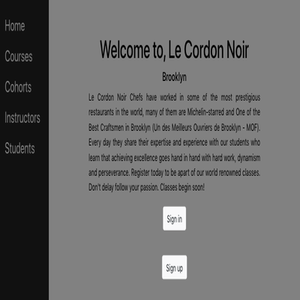 Home
Courses
Cohorts
Instructors
Students
Welcome to, Le Cordon Noir
Brooklyn
Le Cordon Noir Chefs have worked in some of the most prestigious
restaurants in the world, many of them are Michelin-starred and One of the
Best Craftsmen in Brooklyn (Un des Meilleurs Ouvriers de Brooklyn - MOF).
Every day they share their expertise and experience with our students who
learn that achieving excellence goes hand in hand with hard work, dynamism
and perseverance. Register today to be apart of our world renowned classes.
Don't delay follow your passion. Classes begin soon!
Sign in
Sign up